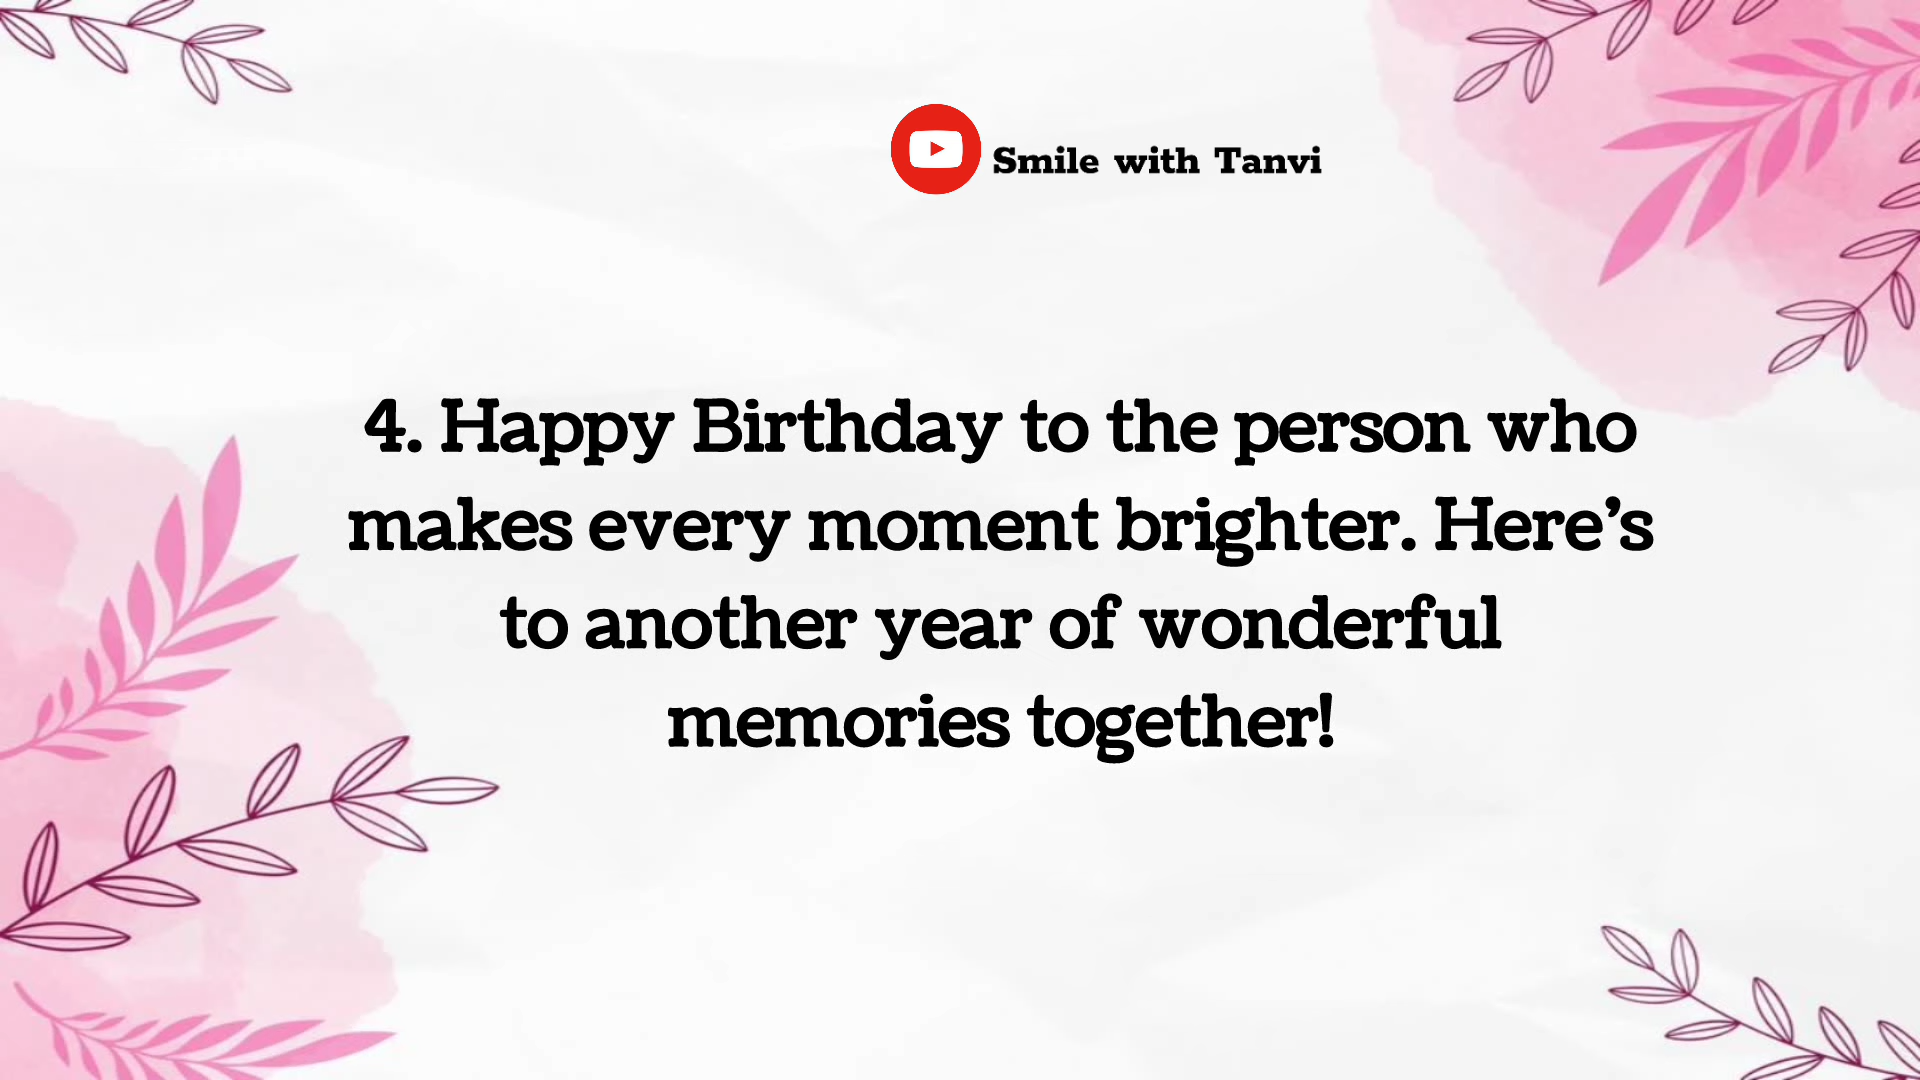 Smile with Tanvi
4. Happy Birthday to the person who
makes every moment brighter. Here’s
to another year of wonderful
memories together!